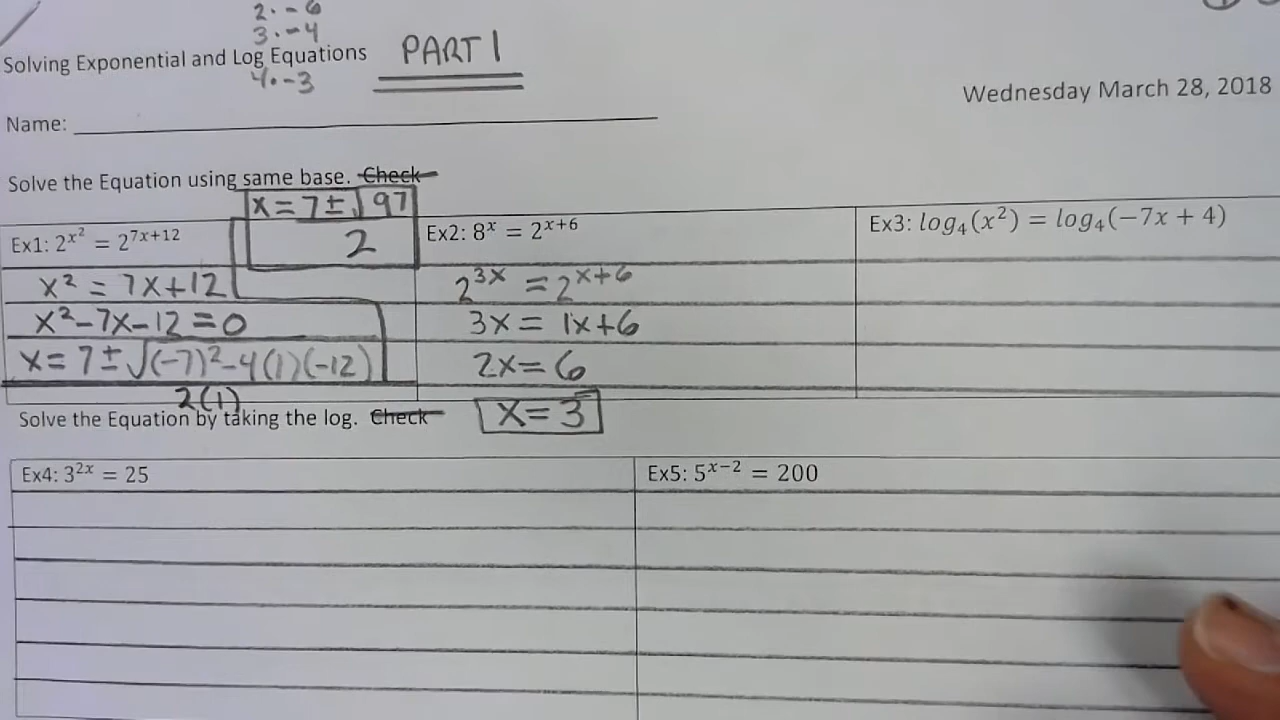 2·-6
3·-4
Solving Exponential and Log Equations PART 1
4·-3
Wednesday March 28, 2018
Name:
Solve the Equation using same base. Check
x = 7 ± √97
2
Ex1: 2^{x^2} = 2^{7x+12}
x² = 7x+12
x²-7x-12=0
x = 7 ± √(-7)²-4(1)(-12)
2(1)
Ex2: 8^x = 2^{x+6}
2^{3x} = 2^{x+6}
3x = 1x+6
2x=6
x=3
Ex3: log₄(x²) = log₄(−7x + 4)
Solve the Equation by taking the log. Check
Ex4: 3^{2x} = 25
Ex5: 5^{x−2} = 200